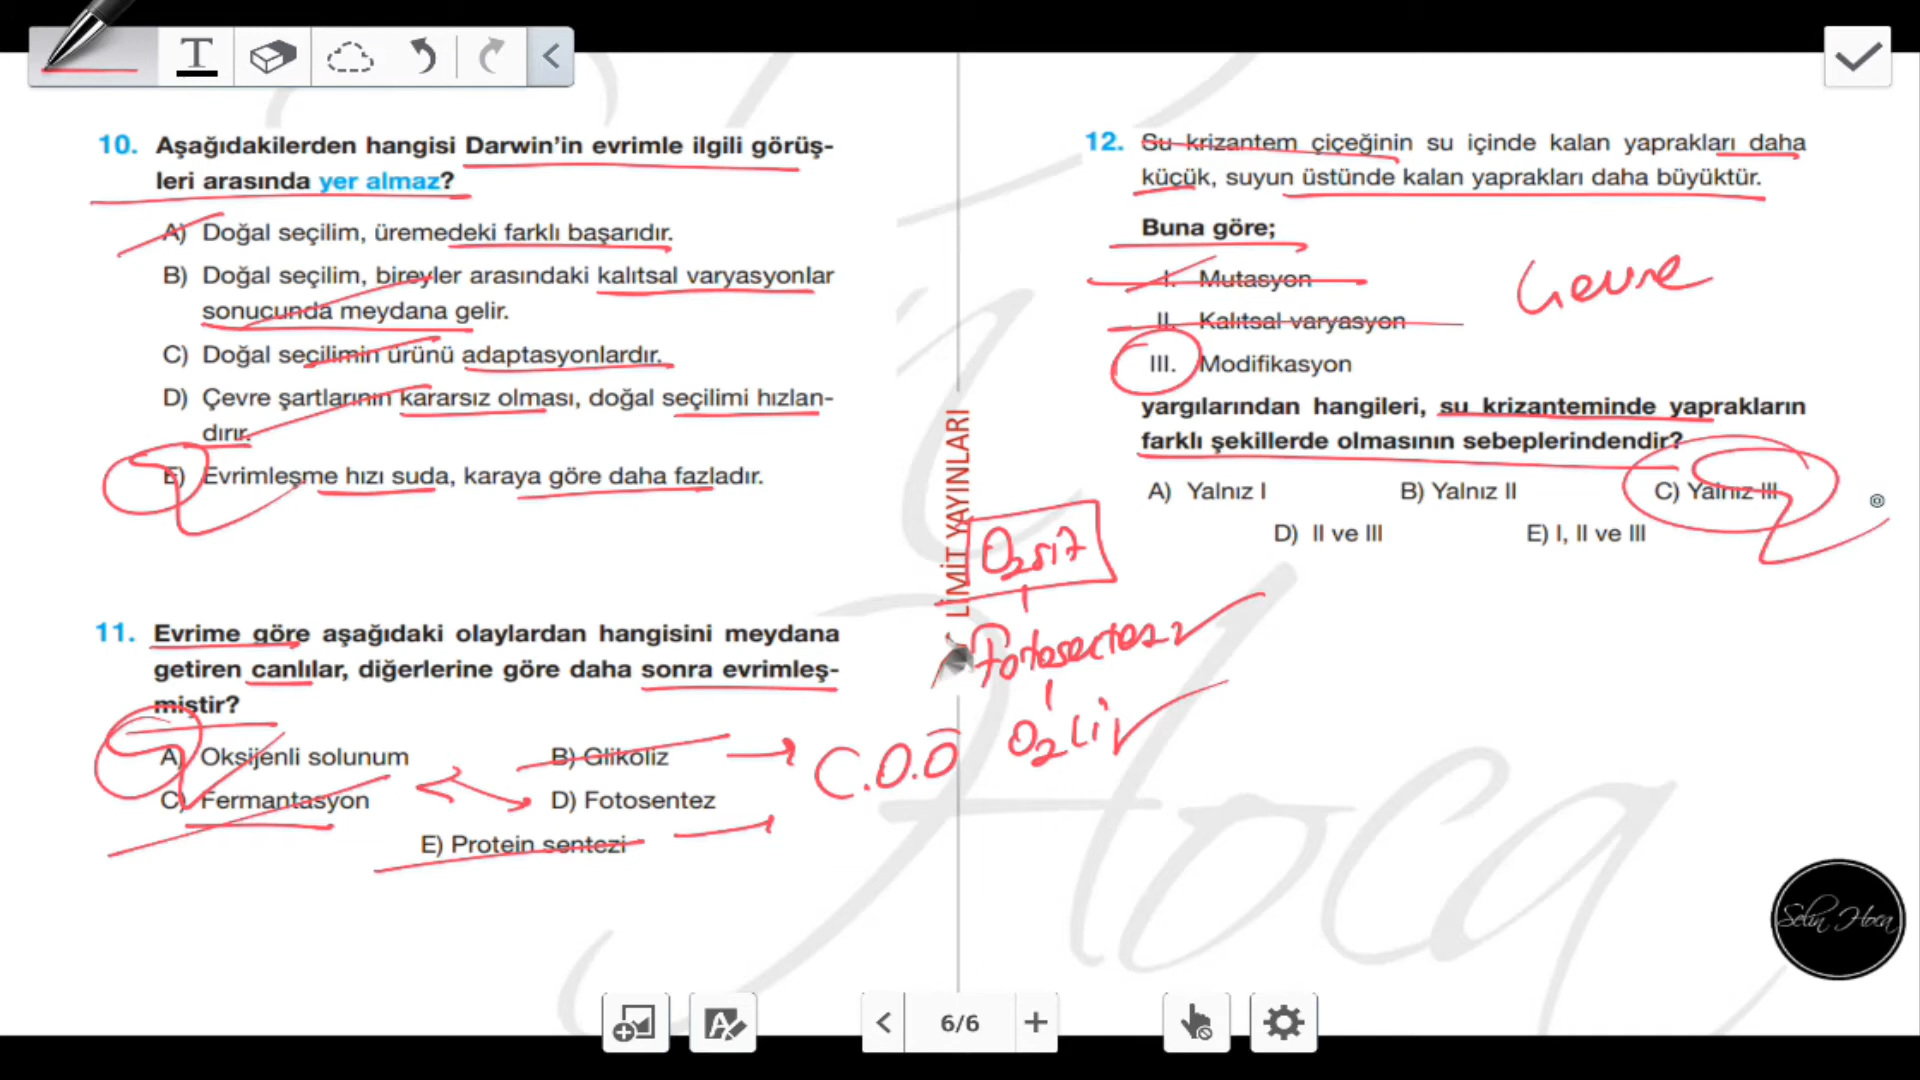 10. Aşağıdakilerden hangisi Darwin'in evrimle ilgili görüş-
leri arasında yer almaz?
A) Doğal seçilim, üremedeki farklı başarıdır.
B) Doğal seçilim, bireyler arasındaki kalıtsal varyasyonlar
sonucunda meydana gelir.
C) Doğal seçilimin ürünü adaptasyonlardır.
D) Çevre şartlarının kararsız olması, doğal seçilimi hızlan-
dırır.
E) Evrimleşme hızı suda, karaya göre daha fazladır.
11. Evrime göre aşağıdaki olaylardan hangisini meydana
getiren canlılar, diğerlerine göre daha sonra evrimleş-
miştir?
A) Oksijenli solunum
B) Glikoliz
C) Fermantasyon
D) Fotosentez
E) Protein sentezi
C.O.Ö
LİMİT YAYINLARI
O2siz
Fotosentez
O2li
12. Su krizantem çiçeğinin su içinde kalan yaprakları daha
küçük, suyun üstünde kalan yaprakları daha büyüktür.
Buna göre;
I. Mutasyon
II. Kalıtsal varyasyon
III. Modifikasyon
Çevre
yargılarından hangileri, su krizanteminde yaprakların
farklı şekillerde olmasının sebeplerindendir?
A) Yalnız I
B) Yalnız II
C) Yalnız III
D) II ve III
E) I, II ve III
Selin Hoca
6/6
Hoca
T
A